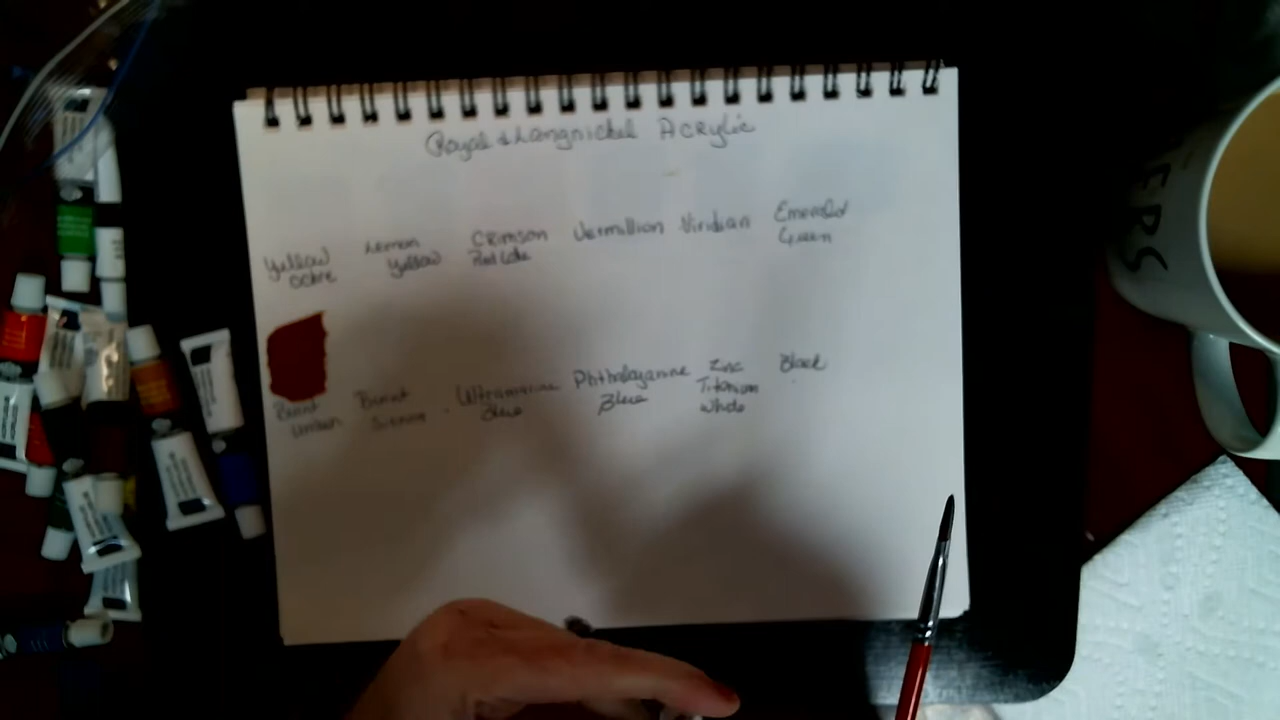 Royal & Langnickel Acrylic
Yellow
Ochre
Lemon
Yellow
Crimson
Red Lake
Vermillion
Viridian
Emerald
Green
Burnt
Umber
Burnt
Sienna
Ultramarine
Blue
Blue
Zinc
Titanium
White
Black
ERS